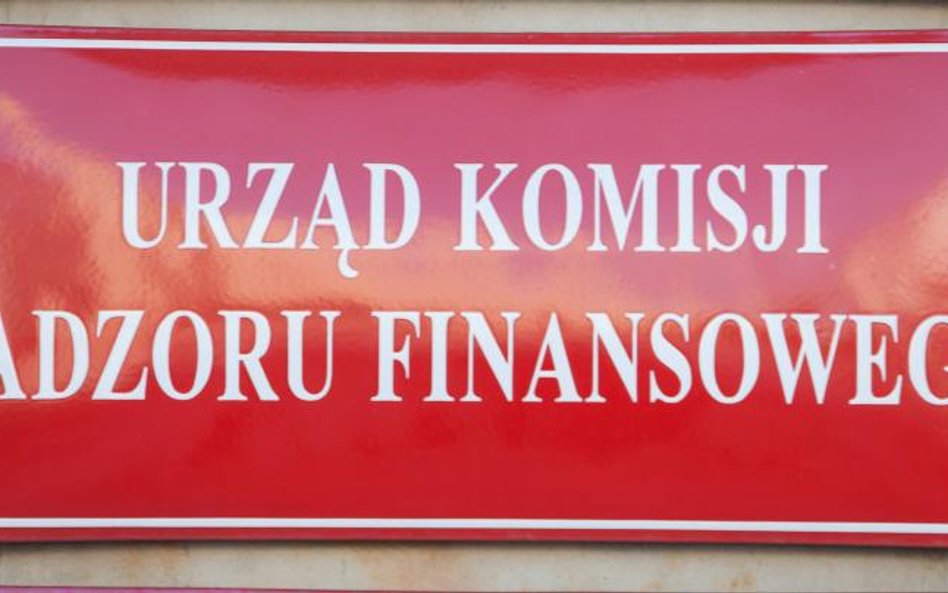 URZĄD KOMISJI
ADZORU FINANSOWEG